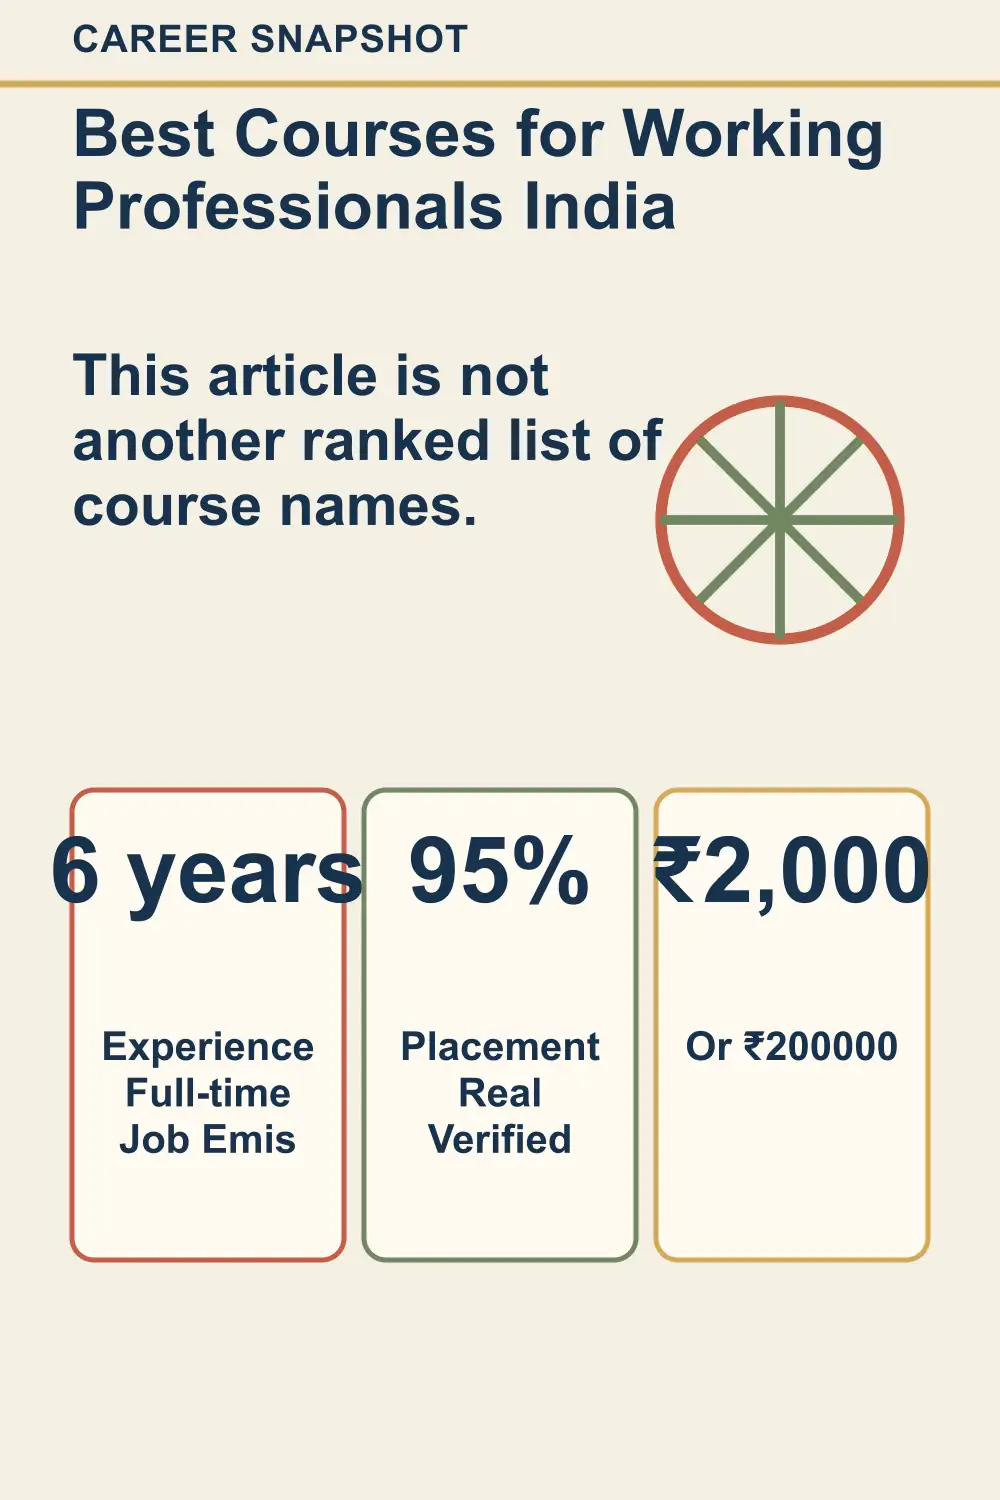 CAREER SNAPSHOT
Best Courses for Working
Professionals India
This article is not
another ranked list of
course names.
6 years
95%
₹2,000
Experience
Full-time
Job Emis
Placement
Real
Verified
Or ₹200000